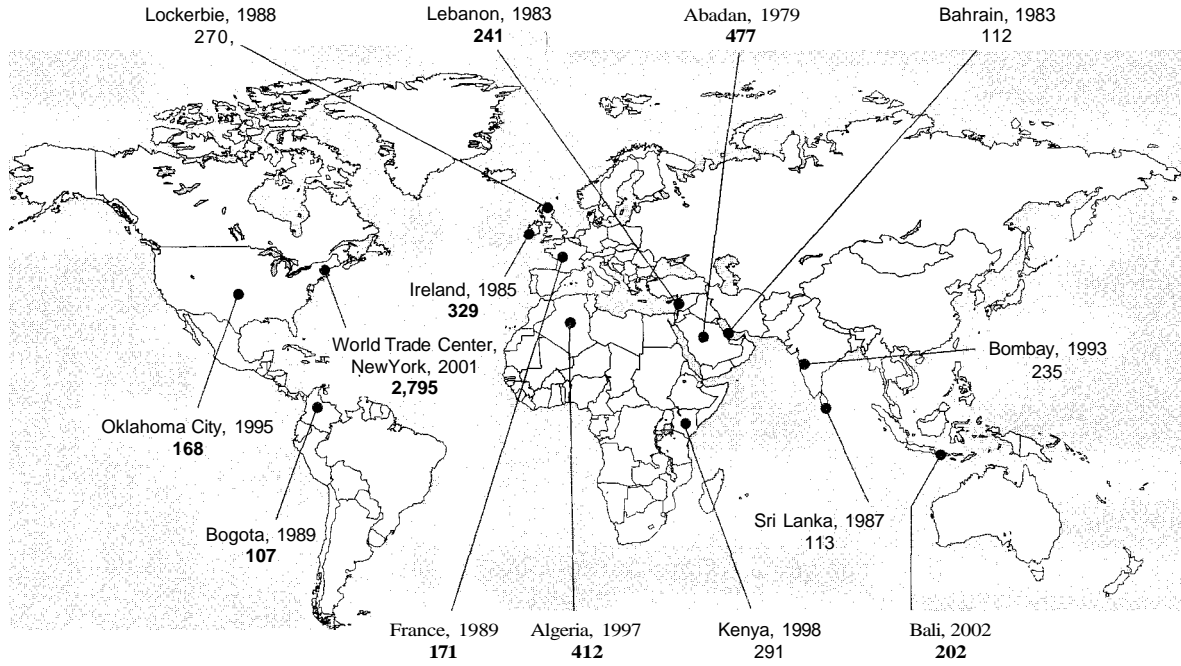 Lockerbie, 1988
270,
Lebanon, 1983
241
Abadan, 1979
477
Bahrain, 1983
112
Ireland, 1985
329
World Trade Center,
NewYork, 2001
2,795
Bombay, 1993
235
Oklahoma City, 1995
168
Bogota, 1989
107
Sri Lanka, 1987
113
France, 1989
171
Algeria, 1997
412
Kenya, 1998
291
Bali, 2002
202